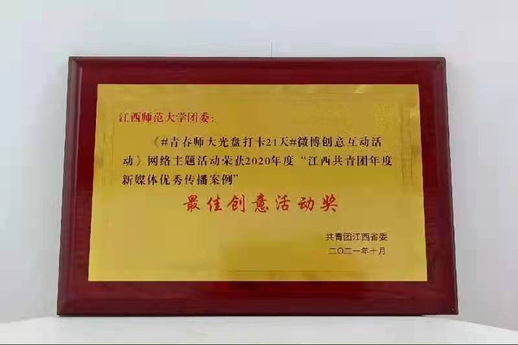 江西师范大学团委：
《#青春师大光盘打卡21天#微博创意互动活
动》网络主题活动荣获2020年度“江西共青团年度
新媒体优秀传播案例”
最佳创意活动奖
共青团江西省委
二〇二一年十月